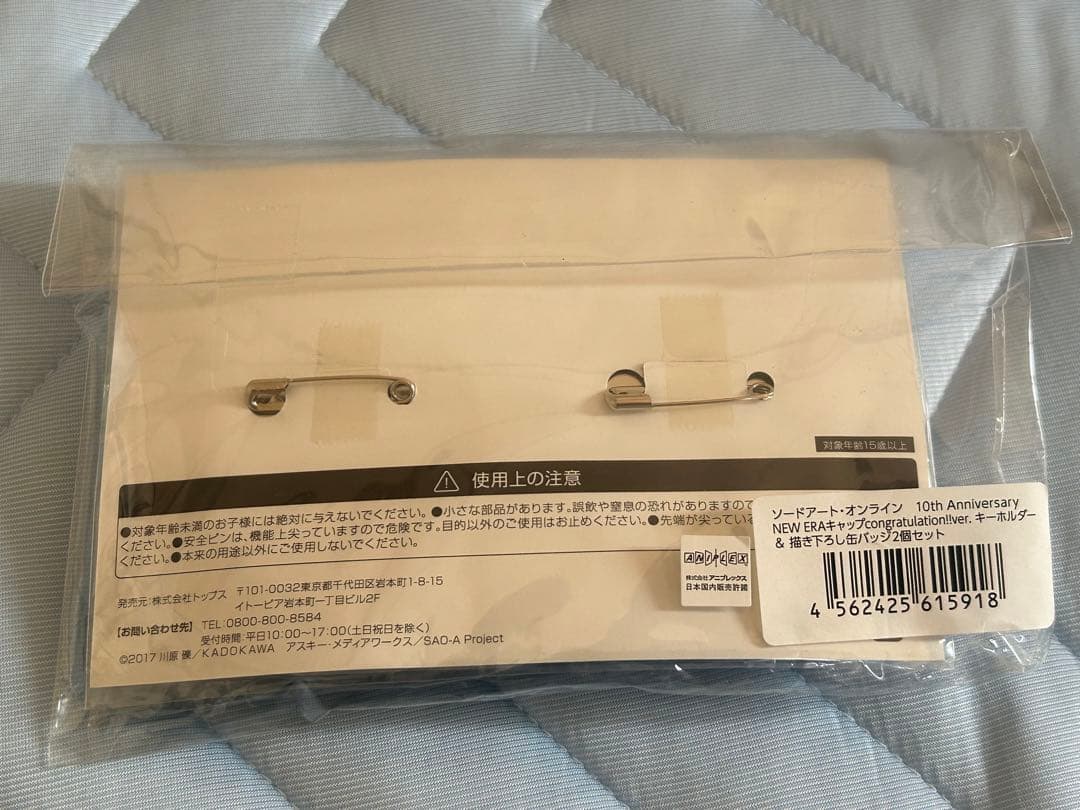 対象年齢15歳以上
使用上の注意
●対象年齢未満のお子様には絶対に与えないでください。●小さな部品があります。誤飲や窒息の恐れがありますので
ください。●安全ピンは、機能上尖っていますので危険です。目的以外のご使用はお止めください。●先端が尖っている
ください。●本来の用途以外にご使用しないでください。
発売元:株式会社トップス 〒101-0032東京都千代田区岩本町1-8-15
イトーピア岩本町一丁目ビル2F
【お問い合わせ先】 TEL:0800-800-8584
受付時間:平日10:00〜17:00(土日祝日を除く)
©2017 川原 礫/KADOKAWA アスキー・メディアワークス/SAO-A Project
ANIPLEX
株式会社アニプレックス
日本国内販売許諾
ソードアート・オンライン 10th Anniversary
NEW ERAキャップcongratulation!!ver. キーホルダー
& 描き下ろし缶バッジ2個セット
4 562425 615918